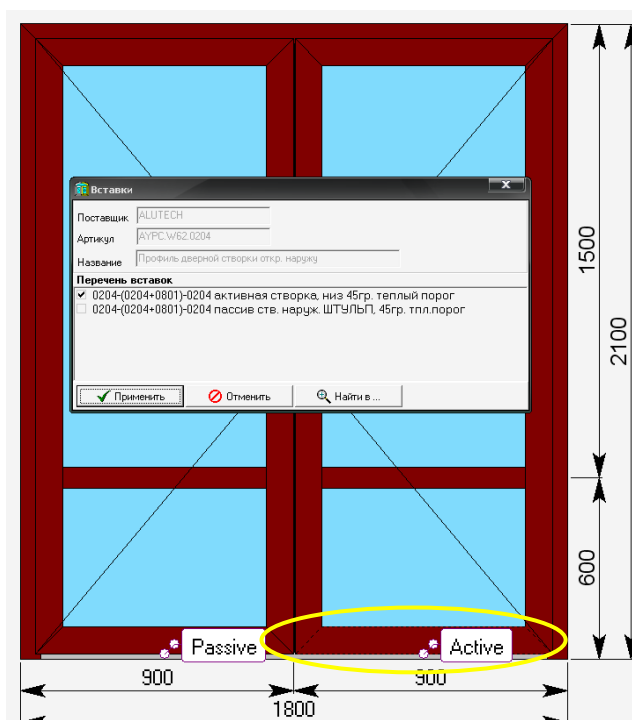 Вставки
x
Поставщик ALUTECH
Артикул AYPC.W62.0204
Название Профиль дверной створки откр. наружу
Перечень вставок
0204-(0204+0801)-0204 активная створка, низ 45гр. теплый порог
0204-(0204+0801)-0204 пассив ств. наруж. ШТУЛЬП, 45гр. тпл.порог
Применить Отменить Найти в ...
1500
2100
600
Passive Active
900 900
1800